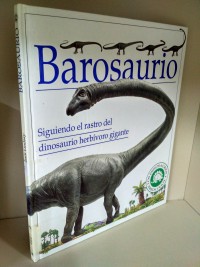 Barosaurio
Siguiendo el rastro del
dinosaurio herbívoro gigante